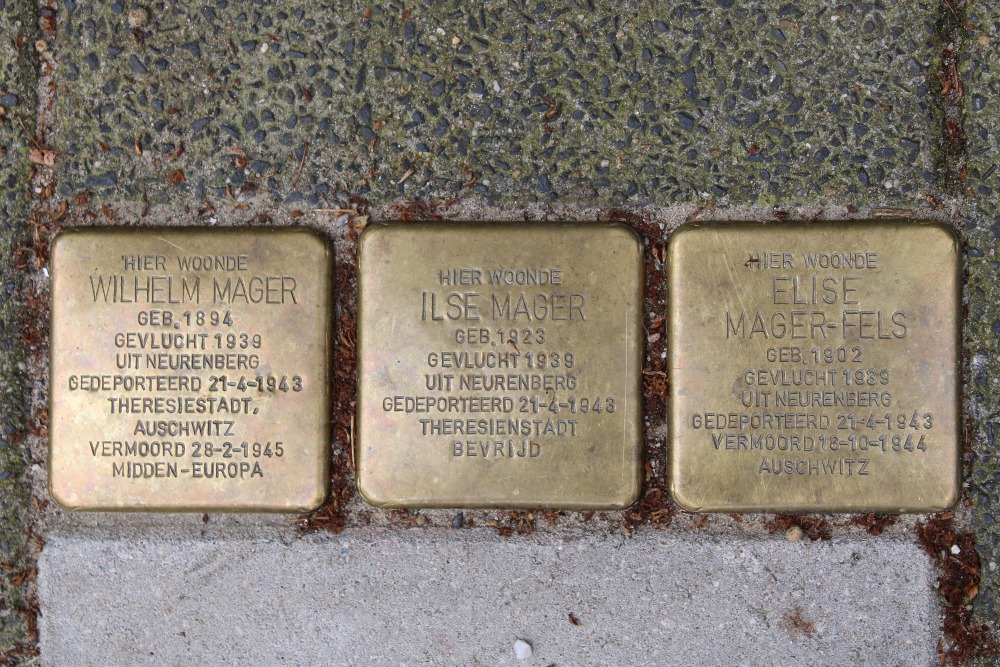 HIER WOONDE
WILHELM MAGER
GEB. 1894
GEVLUCHT 1939
UIT NEURENBERG
GEDEPORTEERD 21-4-1943
THERESIESTADT,
AUSCHWITZ
VERMOORD 28-2-1945
MIDDEN-EUROPA
HIER WOONDE
ILSE MAGER
GEB. 1923
GEVLUCHT 1939
UIT NEURENBERG
GEDEPORTEERD 21-4-1943
THERESIENSTADT
BEVRIJD
HIER WOONDE
ELISE
MAGER-FELS
GEB. 1902
GEVLUCHT 1939
UIT NEURENBERG
GEDEPORTEERD 21-4-1943
VERMOORD 18-10-1944
AUSCHWITZ